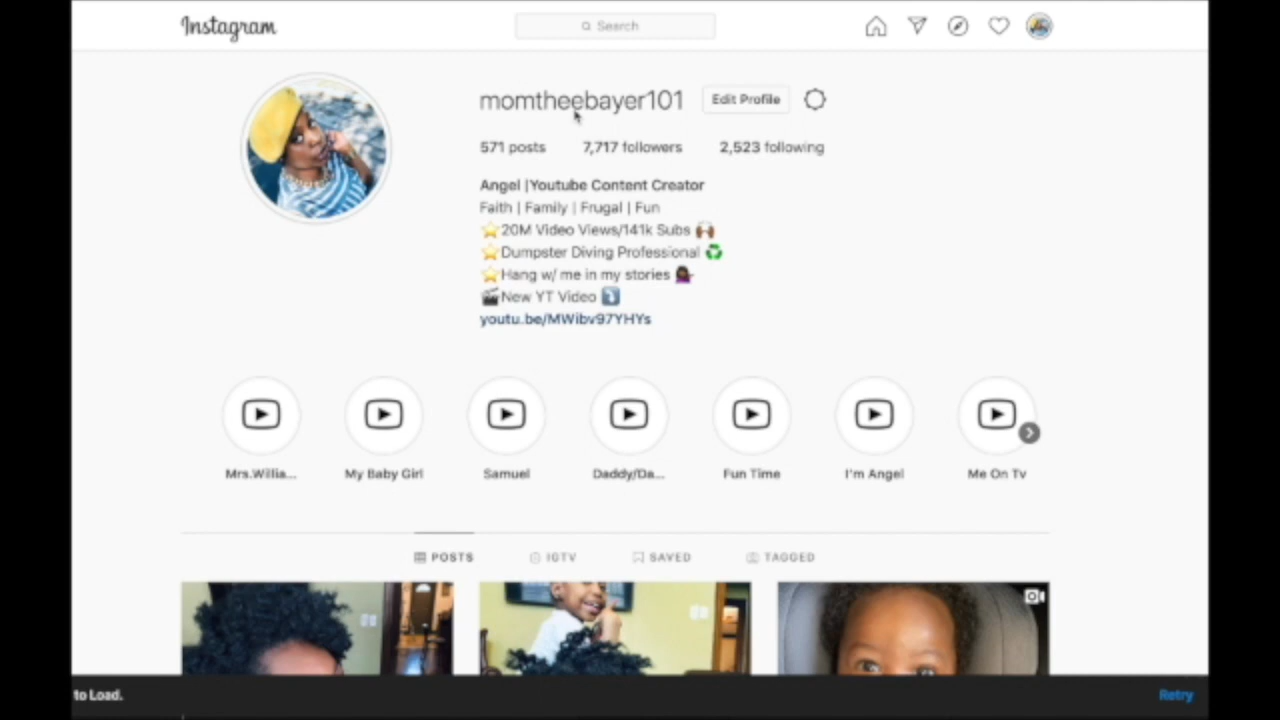 Instagram
Search
momtheebayer101 Edit Profile
571 posts 7,717 followers 2,523 following
Angel |Youtube Content Creator
Faith | Family | Frugal | Fun
⭐20M Video Views/141k Subs 🙌🏾
⭐Dumpster Diving Professional ♻️
⭐Hang w/ me in my stories 💁🏿‍♀️
🎬New YT Video ⤵️
youtu.be/MWibv97YHYs
Mrs.Willia... My Baby Girl Samuel Daddy/Da... Fun Time I'm Angel Me On Tv
POSTS IGTV SAVED TAGGED
to Load. Retry